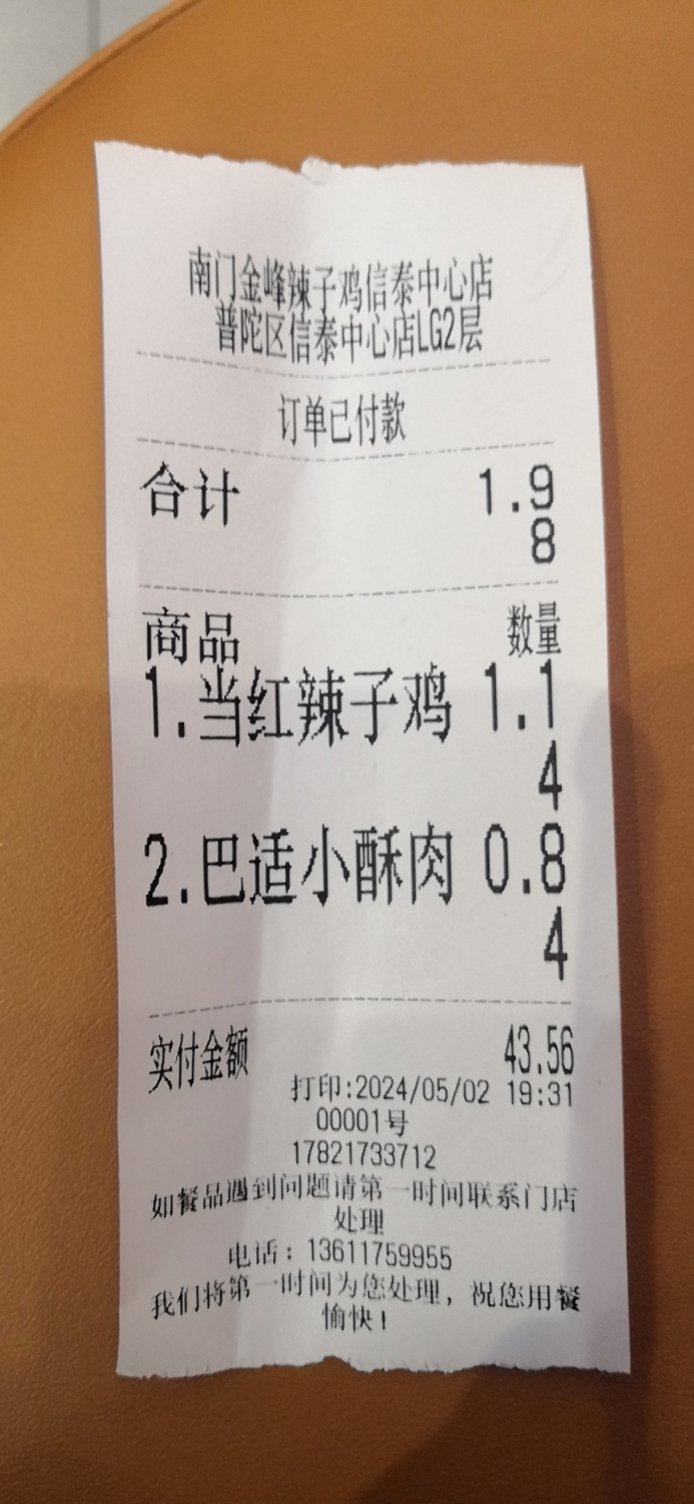 南门金峰辣子鸡信泰中心店
普陀区信泰中心店LG2层
订单已付款
合计 1.9
8
商品 数量
1.当红辣子鸡 1.1
4
2.巴适小酥肉 0.8
4
实付金额 43.56
打印:2024/05/02 19:31
00001号
17821733712
如餐品遇到问题请第一时间联系门店
处理
电话：13611759955
我们将第一时间为您处理，祝您用餐
愉快！